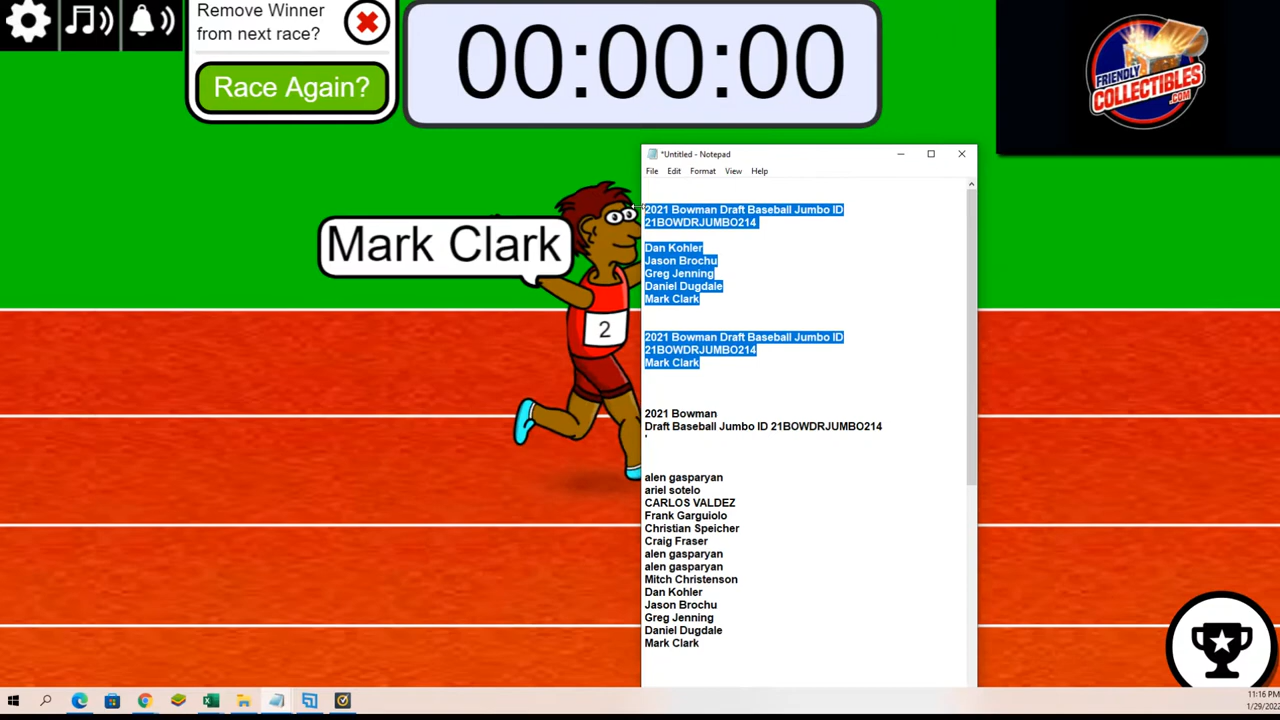 Remove Winner
from next race?
Race Again?
00:00:00
FRIENDLY
COLLECTIBLES
.COM
Mark Clark
2
*Untitled - Notepad
File Edit Format View Help
2021 Bowman Draft Baseball Jumbo ID
21BOWDRJUMBO214
Dan Kohler
Jason Brochu
Greg Jenning
Daniel Dugdale
Mark Clark
2021 Bowman Draft Baseball Jumbo ID
21BOWDRJUMBO214
Mark Clark
2021 Bowman
Draft Baseball Jumbo ID 21BOWDRJUMBO214
'
alen gasparyan
ariel sotelo
CARLOS VALDEZ
Frank Garguiolo
Christian Speicher
Craig Fraser
alen gasparyan
alen gasparyan
Mitch Christenson
Dan Kohler
Jason Brochu
Greg Jenning
Daniel Dugdale
Mark Clark
11:16 PM
1/29/2022